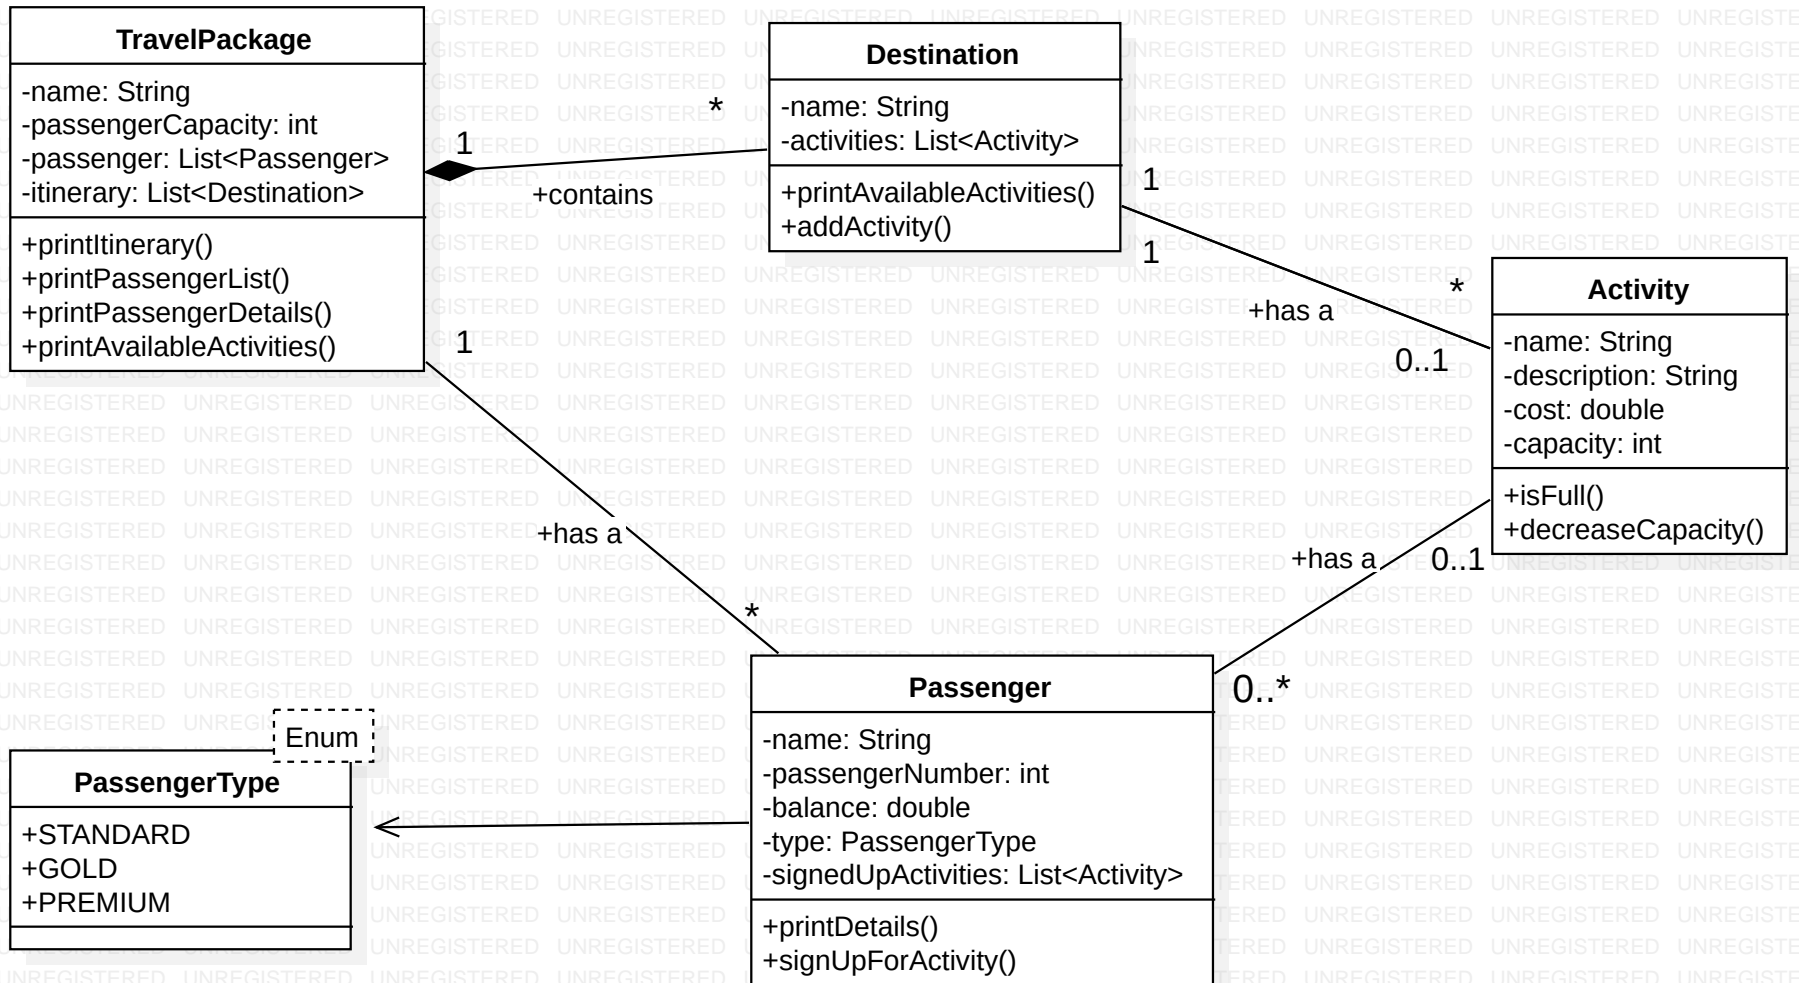 TravelPackage
-name: String
-passengerCapacity: int
-passenger: List<Passenger>
-itinerary: List<Destination>
+printItinerary()
+printPassengerList()
+printPassengerDetails()
+printAvailableActivities()
1
*
+contains
Destination
-name: String
-activities: List<Activity>
+printAvailableActivities()
+addActivity()
1
1
*
+has a
0..1
Activity
-name: String
-description: String
-cost: double
-capacity: int
+isFull()
+decreaseCapacity()
1
+has a
*
+has a
0..1
0..*
Passenger
-name: String
-passengerNumber: int
-balance: double
-type: PassengerType
-signedUpActivities: List<Activity>
+printDetails()
+signUpForActivity()
Enum
PassengerType
+STANDARD
+GOLD
+PREMIUM
UNREGISTERED